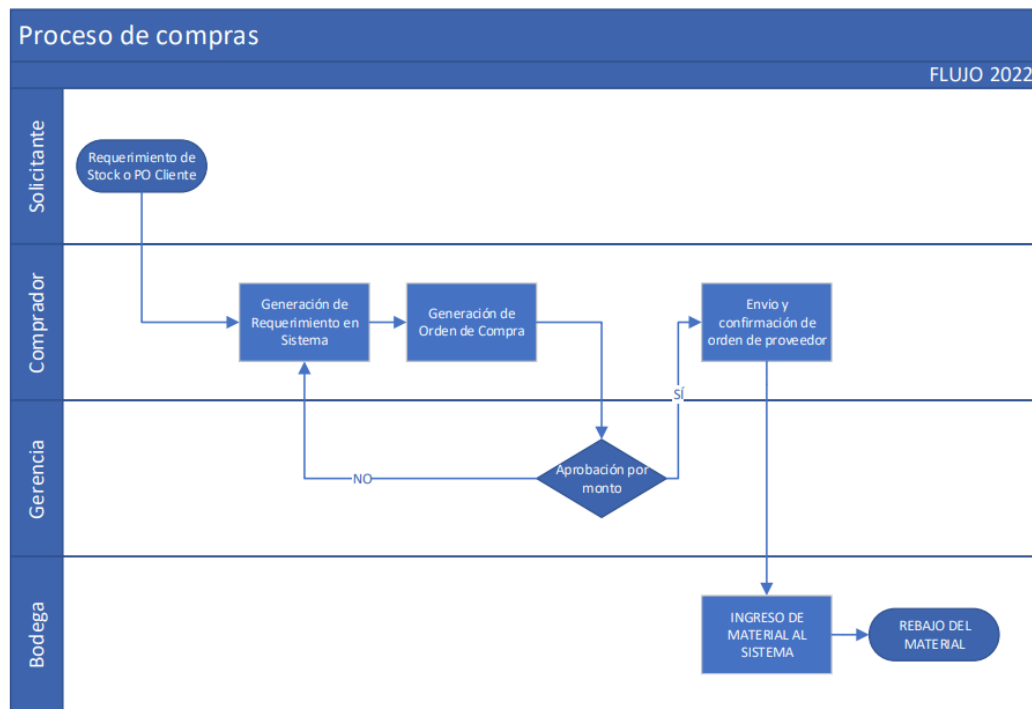 Proceso de compras
FLUJO 2022
Solicitante
Requerimiento de
Stock o PO Cliente
Comprador
Generación de
Requerimiento en
Sistema
Generación de
Orden de Compra
Envio y
confirmación de
orden de proveedor
SÍ
Gerencia
NO
Aprobación por
monto
Bodega
INGRESO DE
MATERIAL AL
SISTEMA
REBAJO DEL
MATERIAL